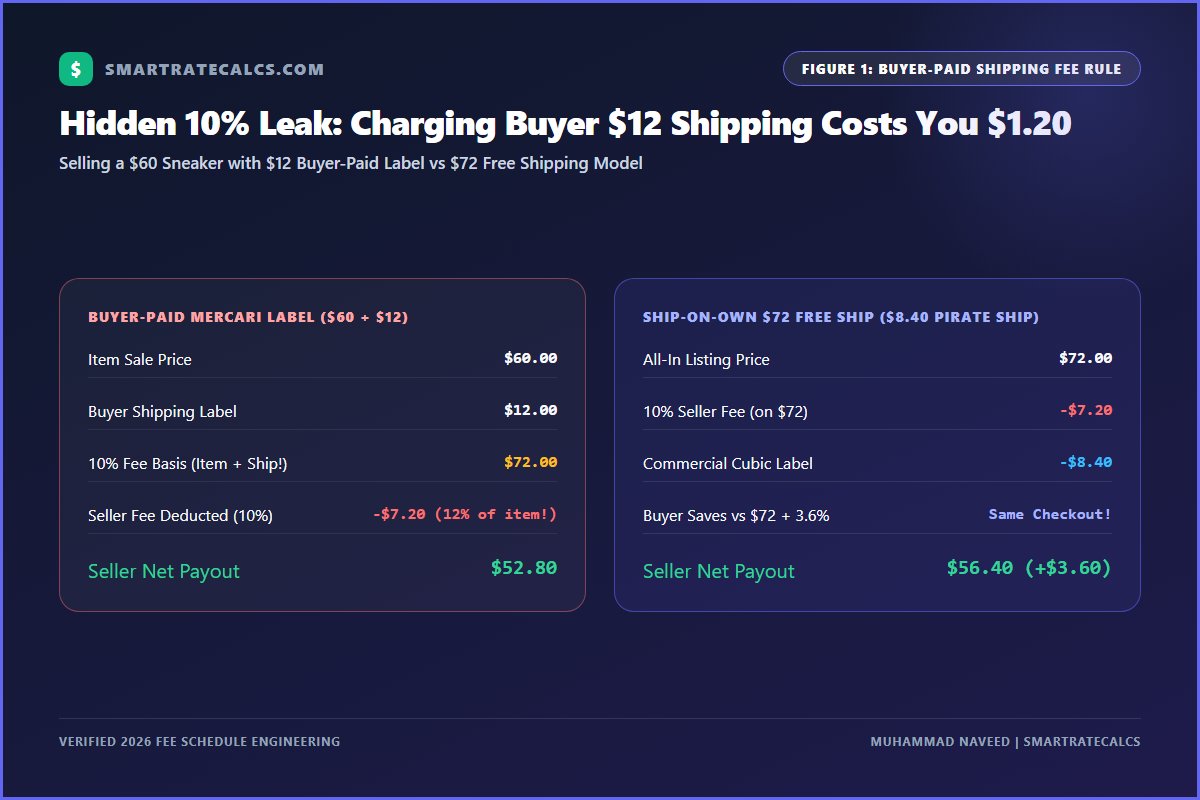 $ SMARTRATECALCS.COM
FIGURE 1: BUYER-PAID SHIPPING FEE RULE
Hidden 10% Leak: Charging Buyer $12 Shipping Costs You $1.20
Selling a $60 Sneaker with $12 Buyer-Paid Label vs $72 Free Shipping Model
BUYER-PAID MERCARI LABEL ($60 + $12)
Item Sale Price $60.00
Buyer Shipping Label $12.00
10% Fee Basis (Item + Ship!) $72.00
Seller Fee Deducted (10%) -$7.20 (12% of item!)
Seller Net Payout $52.80
SHIP-ON-OWN $72 FREE SHIP ($8.40 PIRATE SHIP)
All-In Listing Price $72.00
10% Seller Fee (on $72) -$7.20
Commercial Cubic Label -$8.40
Buyer Saves vs $72 + 3.6% Same Checkout!
Seller Net Payout $56.40 (+$3.60)
VERIFIED 2026 FEE SCHEDULE ENGINEERING
MUHAMMAD NAVEED | SMARTRATECALCS